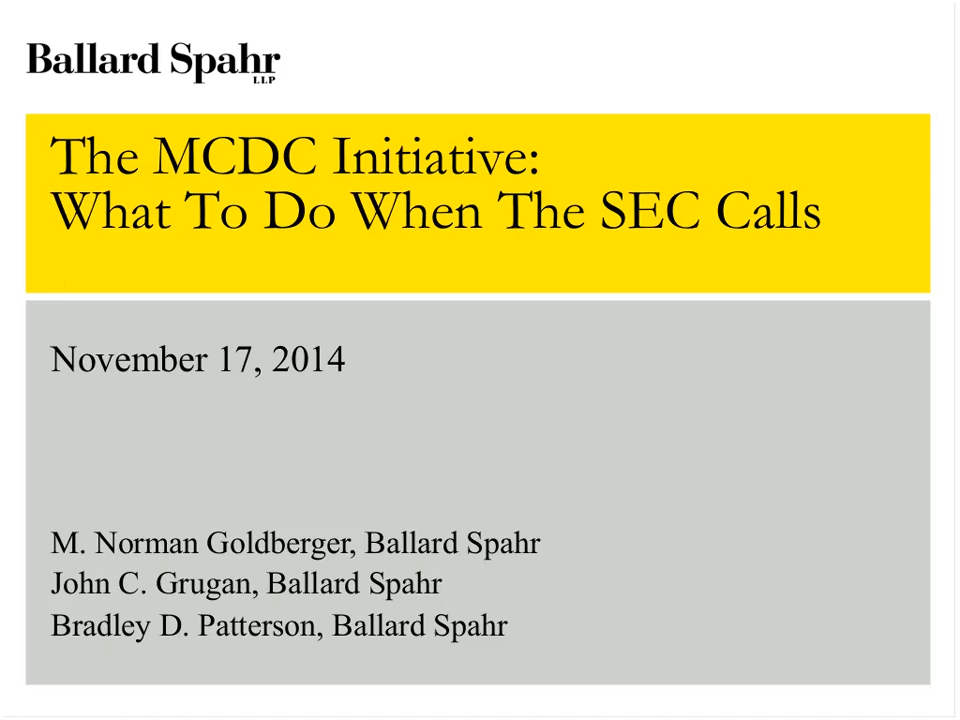 Ballard Spahr
LLP
The MCDC Initiative:
What To Do When The SEC Calls
November 17, 2014
M. Norman Goldberger, Ballard Spahr
John C. Grugan, Ballard Spahr
Bradley D. Patterson, Ballard Spahr